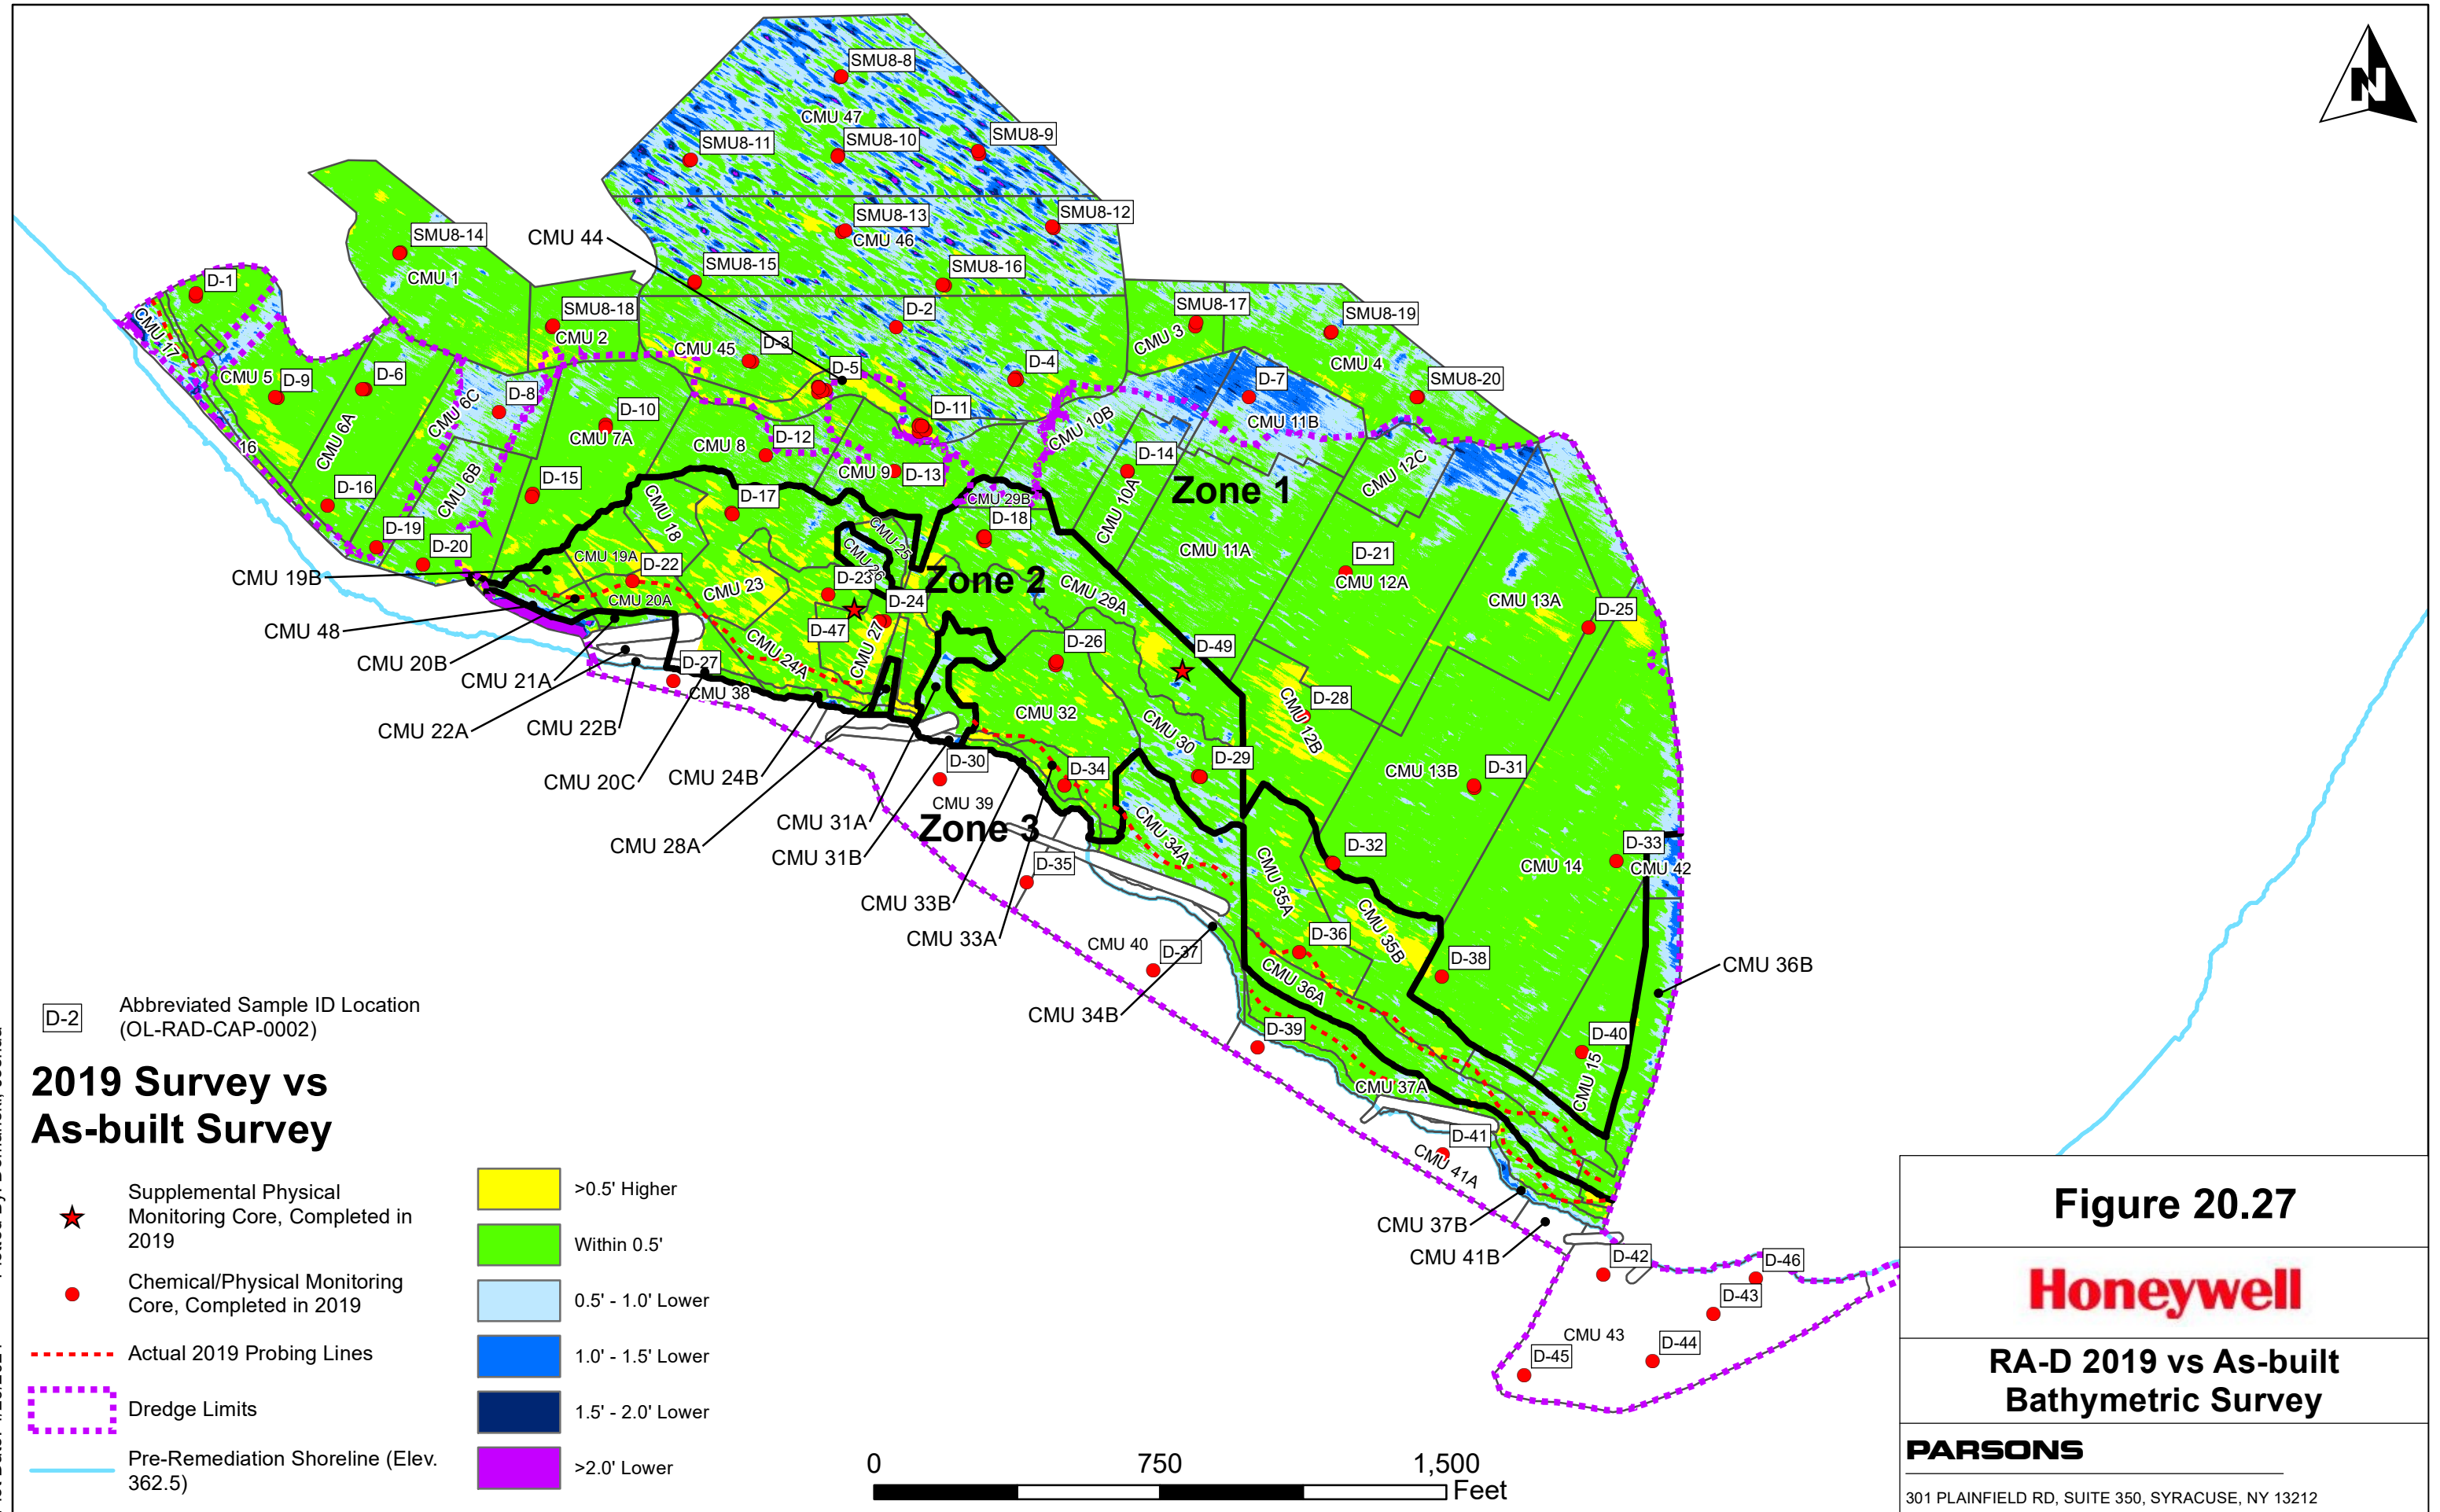 N
SMU8-8
CMU 47
SMU8-11
SMU8-10
SMU8-9
SMU8-13
SMU8-12
CMU 46
CMU 44
SMU8-14
CMU 1
SMU8-15
SMU8-16
D-1
SMU8-18
CMU 2
D-2
SMU8-17
CMU 3
SMU8-19
CMU 4
CMU 17
CMU 45
D-3
D-5
D-4
D-7
SMU8-20
CMU 5
D-9
D-6
CMU 6C
D-8
D-10
CMU 7A
D-11
CMU 10B
CMU 11B
CMU 6A
16
CMU 8
D-12
CMU 9
D-13
D-14
CMU 12C
D-16
CMU 6B
D-15
CMU 18
D-17
CMU 29B
CMU 10A
Zone 1
D-19
D-20
D-18
CMU 25
CMU 26
CMU 11A
D-21
CMU 12A
CMU 19A
D-22
CMU 19B
CMU 23
D-23
Zone 2
CMU 29A
CMU 13A
D-25
CMU 20A
D-24
CMU 48
D-47
CMU 20B
CMU 24A
CMU 27
D-26
D-49
CMU 21A
D-27
CMU 38
D-28
CMU 12B
CMU 22A
CMU 22B
CMU 32
CMU 30
CMU 20C
CMU 24B
D-30
D-34
D-29
CMU 13B
D-31
CMU 39
Zone 3
CMU 31A
CMU 28A
CMU 31B
CMU 34A
D-32
D-33
CMU 14
CMU 42
D-35
CMU 35A
CMU 33B
CMU 33A
CMU 40
D-37
D-36
CMU 35B
D-38
CMU 36B
CMU 36A
CMU 34B
D-39
D-40
CMU 15
CMU 37A
D-41
CMU 41A
CMU 37B
CMU 41B
D-42
D-46
D-43
CMU 43
D-44
D-45
D-2
Abbreviated Sample ID Location
(OL-RAD-CAP-0002)
2019 Survey vs
As-built Survey
Supplemental Physical
Monitoring Core, Completed in
2019
Chemical/Physical Monitoring
Core, Completed in 2019
Actual 2019 Probing Lines
Dredge Limits
Pre-Remediation Shoreline (Elev.
362.5)
>0.5' Higher
Within 0.5'
0.5' - 1.0' Lower
1.0' - 1.5' Lower
1.5' - 2.0' Lower
>2.0' Lower
0 750 1,500
Feet
Figure 20.27
Honeywell
RA-D 2019 vs As-built
Bathymetric Survey
PARSONS
301 PLAINFIELD RD, SUITE 350, SYRACUSE, NY 13212